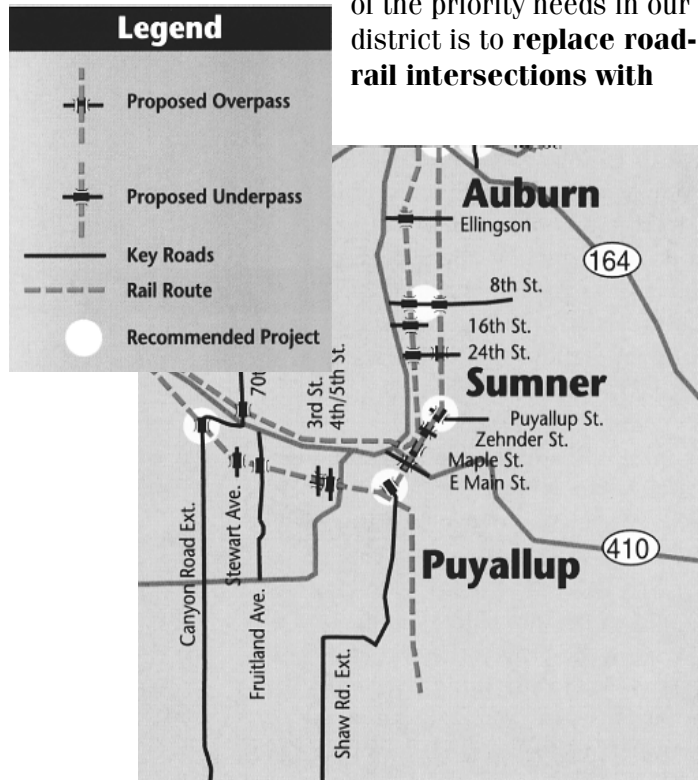 of the priority needs in our
district is to replace road-
rail intersections with
Legend
Proposed Overpass
Proposed Underpass
Key Roads
Rail Route
Recommended Project
Auburn
Ellingson
164
8th St.
16th St.
24th St.
Sumner
Puyallup St.
Zehnder St.
Maple St.
E Main St.
3rd St.
4th/5th St.
410
Puyallup
Canyon Road Ext.
Stewart Ave.
Fruitland Ave.
Shaw Rd. Ext.